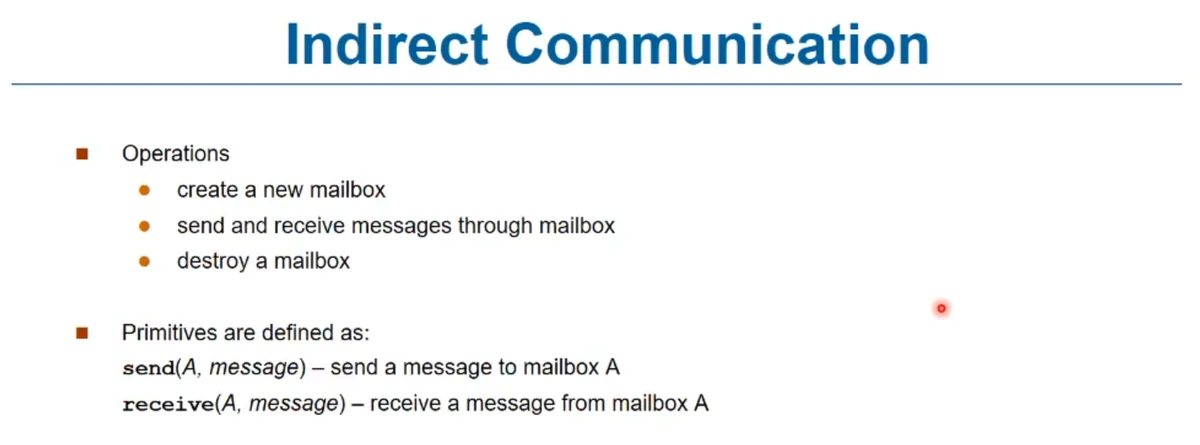 Indirect Communication
Operations
create a new mailbox
send and receive messages through mailbox
destroy a mailbox
Primitives are defined as:
send(A, message) – send a message to mailbox A
receive(A, message) – receive a message from mailbox A